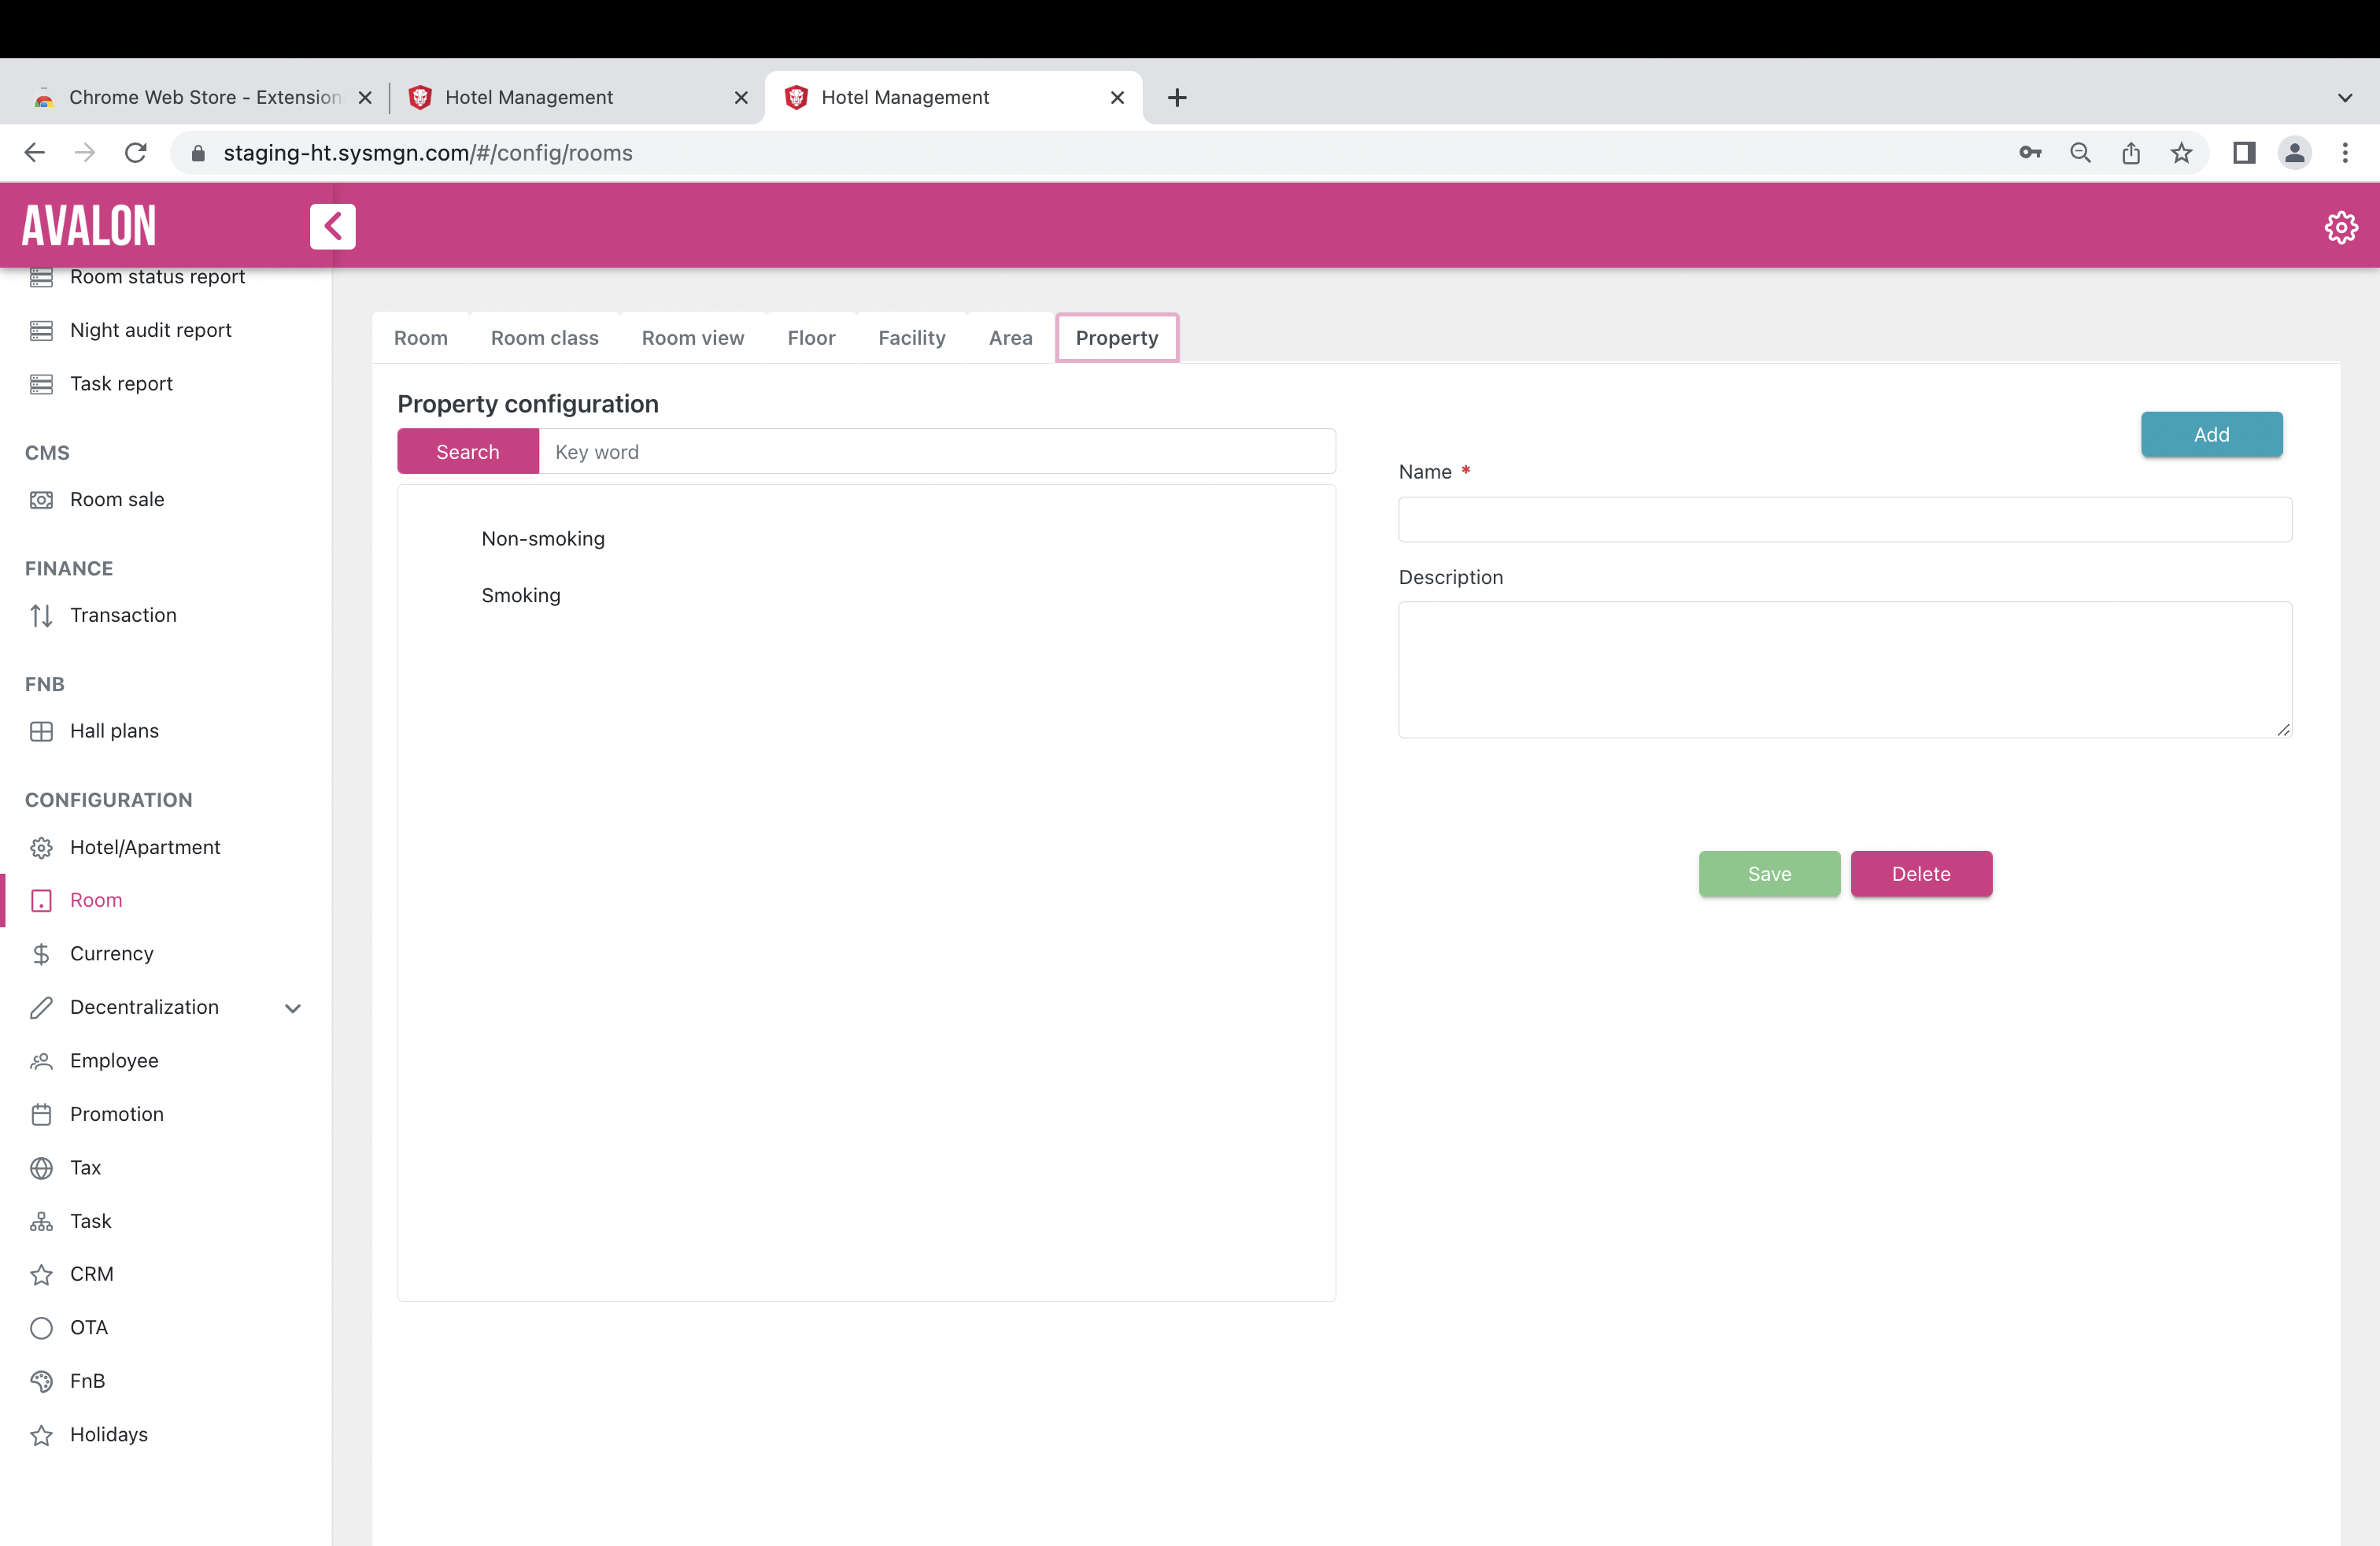 Chrome Web Store - Extension
Hotel Management
Hotel Management
staging-ht.sysmgn.com/#/config/rooms
AVALON
Room status report
Night audit report
Task report
CMS
Room sale
FINANCE
Transaction
FNB
Hall plans
CONFIGURATION
Hotel/Apartment
Room
Currency
Decentralization
Employee
Promotion
Tax
Task
CRM
OTA
FnB
Holidays
Room Room class Room view Floor Facility Area Property
Property configuration
Search Key word
Non-smoking
Smoking
Add
Name *
Description
Save Delete